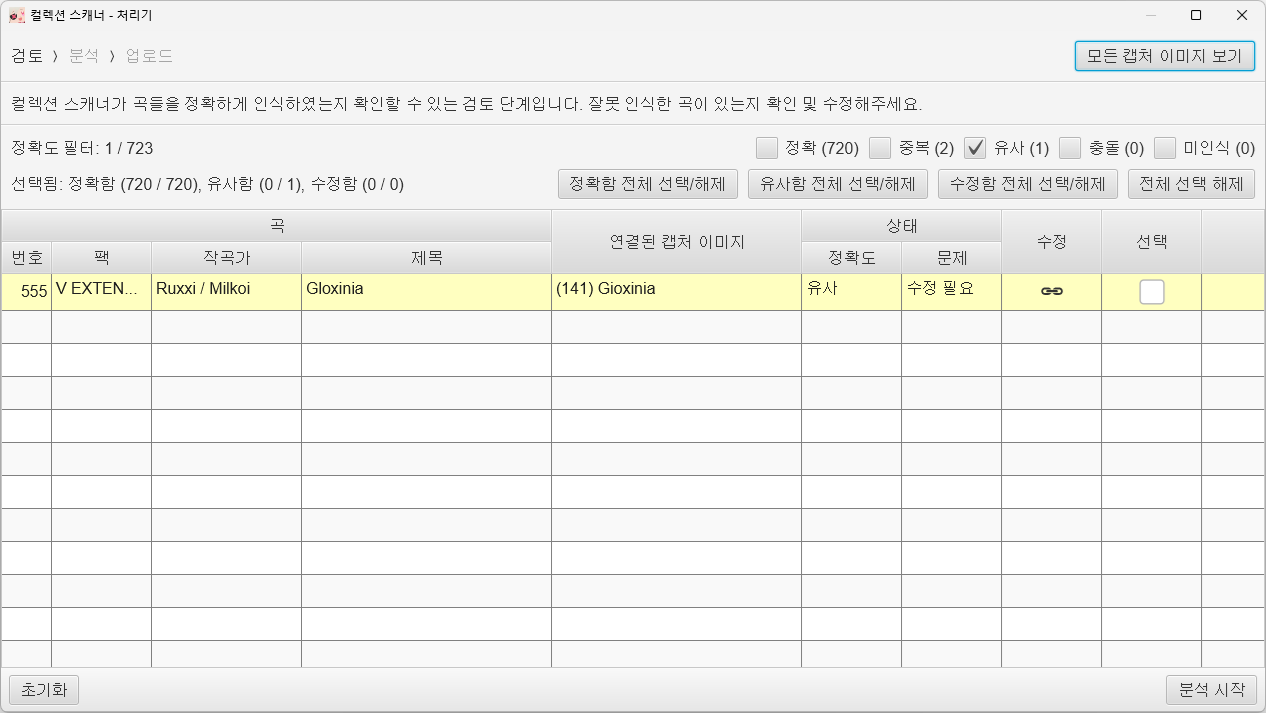 컬렉션 스캐너 - 처리기
검토 > 분석 > 업로드
모든 캡처 이미지 보기
컬렉션 스캐너가 곡들을 정확하게 인식하였는지 확인할 수 있는 검토 단계입니다. 잘못 인식한 곡이 있는지 확인 및 수정해주세요.
정확도 필터: 1 / 723
정확 (720) 중복 (2) 유사 (1) 충돌 (0) 미인식 (0)
선택됨: 정확함 (720 / 720), 유사함 (0 / 1), 수정함 (0 / 0)
정확함 전체 선택/해제 유사함 전체 선택/해제 수정함 전체 선택/해제 전체 선택 해제
곡 연결된 캡처 이미지 상태 수정 선택
번호 팩 작곡가 제목 정확도 문제
555 V EXTEN... Ruxxi / Milkoi Gloxinia (141) Gioxinia 유사 수정 필요
초기화 분석 시작